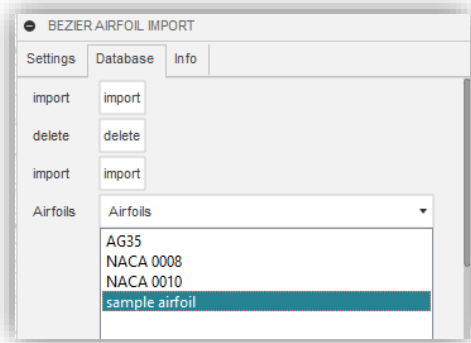 BEZIER AIRFOIL IMPORT
Settings Database Info
import import
delete delete
import import
Airfoils Airfoils
AG35
NACA 0008
NACA 0010
sample airfoil